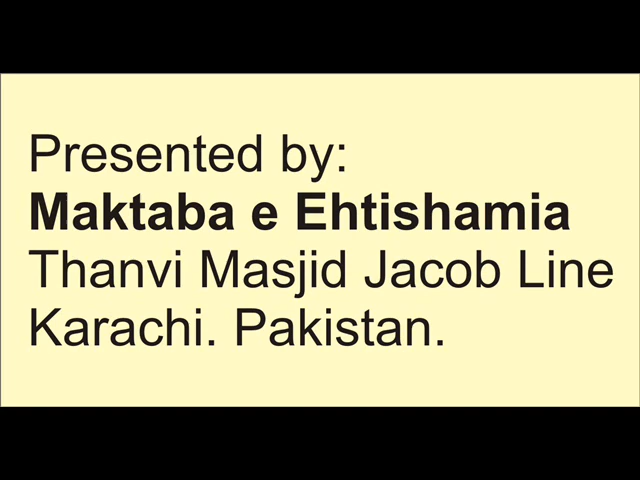 Presented by:
Maktaba e Ehtishamia
Thanvi Masjid Jacob Line
Karachi. Pakistan.